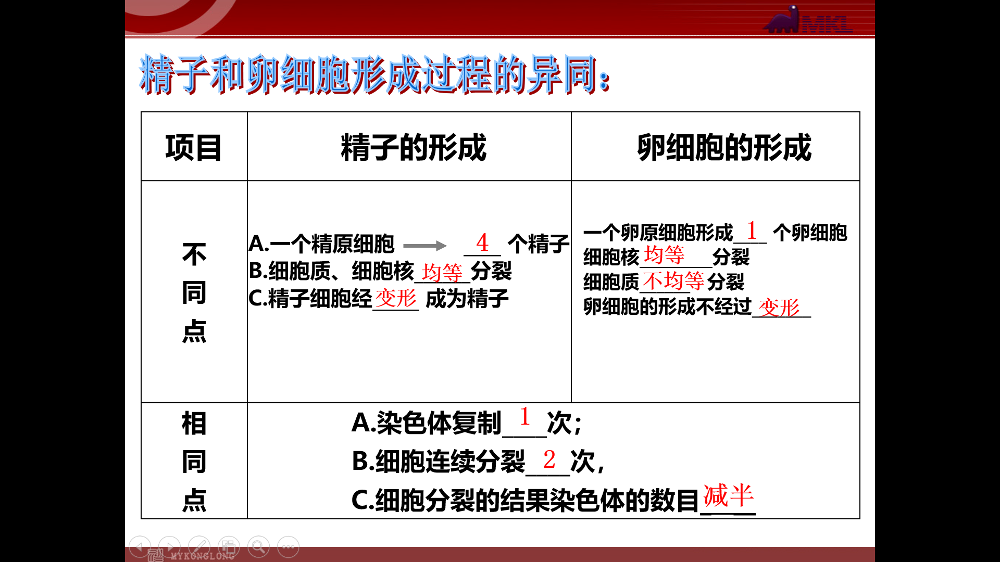 MKL
精子和卵细胞形成过程的异同：
项目
精子的形成
卵细胞的形成
不同点
A.一个精原细胞 → 4 个精子
B.细胞质、细胞核均等分裂
C.精子细胞经变形 成为精子
一个卵原细胞形成1 个卵细胞
细胞核均等分裂
细胞质不均等分裂
卵细胞的形成不经过变形
相同点
A.染色体复制1次；
B.细胞连续分裂2次，
C.细胞分裂的结果染色体的数目减半
MYKONGLONG